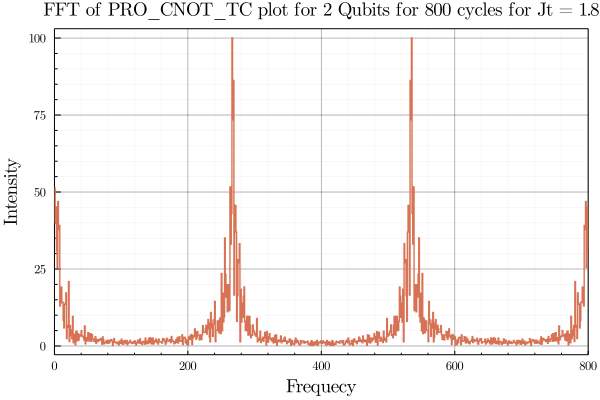 FFT of PRO_CNOT_TC plot for 2 Qubits for 800 cycles for Jt = 1.8
100
75
50
25
0
Intensity
0 200 400 600 800
Frequecy